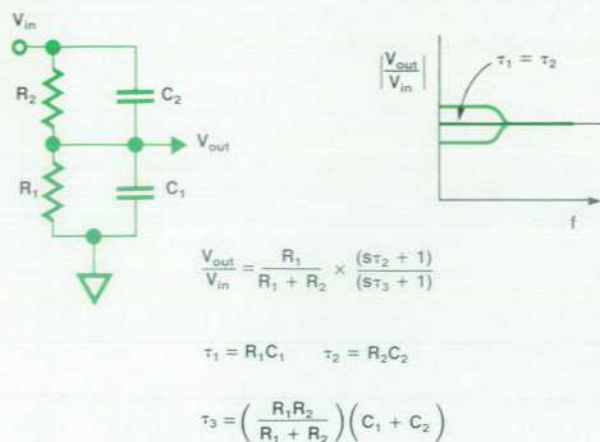 V_in
R_2
C_2
V_out
R_1
C_1
|V_out/V_in|
τ_1 = τ_2
f
V_out/V_in = R_1/(R_1 + R_2) × (sτ_2 + 1)/(sτ_3 + 1)
τ_1 = R_1C_1 τ_2 = R_2C_2
τ_3 = (R_1R_2/(R_1 + R_2))(C_1 + C_2)